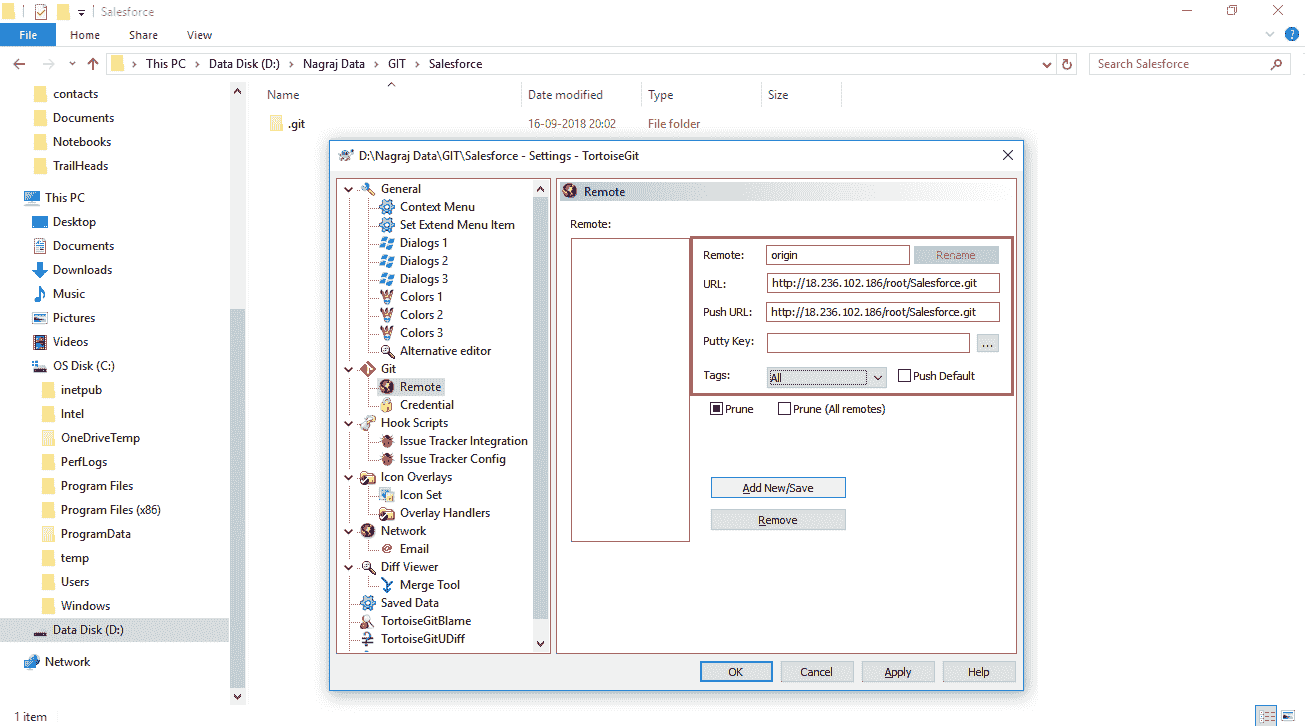 Salesforce
File Home Share View
This PC Data Disk (D:) Nagraj Data GIT Salesforce
Search Salesforce
contacts
Documents
Notebooks
TrailHeads
This PC
Desktop
Documents
Downloads
Music
Pictures
Videos
OS Disk (C:)
inetpub
Intel
OneDriveTemp
PerfLogs
Program Files
Program Files (x86)
ProgramData
temp
Users
Windows
Data Disk (D:)
Network
1 item
Name Date modified Type Size
.git 16-09-2018 20:02 File folder
D:\Nagraj Data\GIT\Salesforce - Settings - TortoiseGit
General
Context Menu
Set Extend Menu Item
Dialogs 1
Dialogs 2
Dialogs 3
Colors 1
Colors 2
Colors 3
Alternative editor
Git
Remote
Credential
Hook Scripts
Issue Tracker Integration
Issue Tracker Config
Icon Overlays
Icon Set
Overlay Handlers
Network
Email
Diff Viewer
Merge Tool
Saved Data
TortoiseGitBlame
TortoiseGitUDiff
Remote
Remote:
Remote: origin Rename
URL: http://18.236.102.186/root/Salesforce.git
Push URL: http://18.236.102.186/root/Salesforce.git
Putty Key: ...
Tags: All Push Default
Prune Prune (All remotes)
Add New/Save
Remove
OK Cancel Apply Help